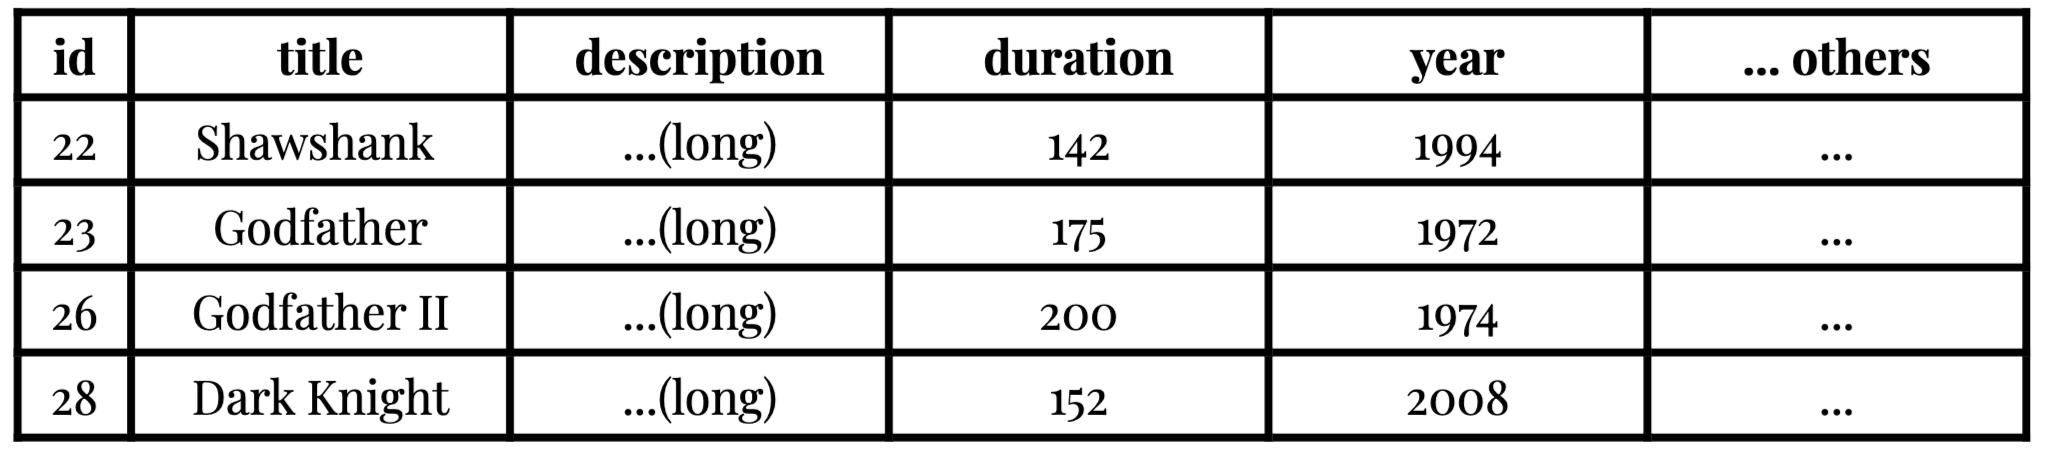 id title description duration year ... others
22 Shawshank ...(long) 142 1994 ...
23 Godfather ...(long) 175 1972 ...
26 Godfather II ...(long) 200 1974 ...
28 Dark Knight ...(long) 152 2008 ...